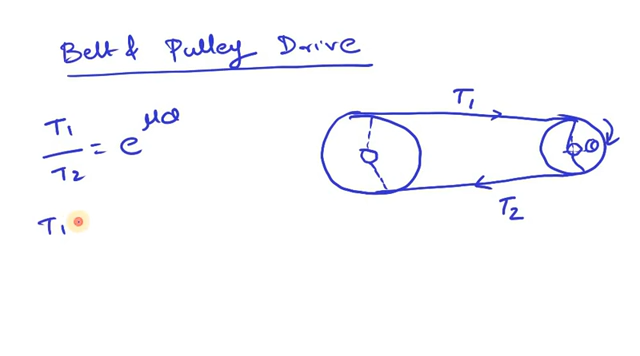 Belt & Pulley Drive
T1/T2 = e^μθ
T1
T1
θ
T2